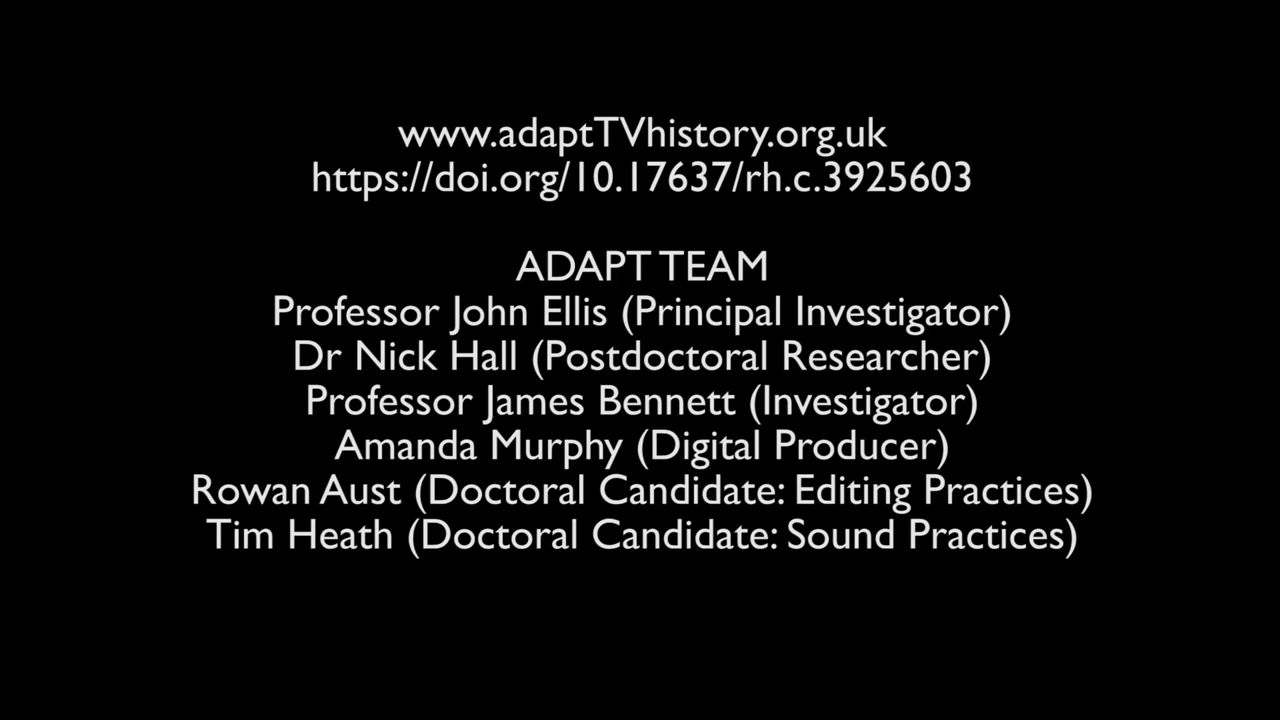 www.adaptTVhistory.org.uk
https://doi.org/10.17637/rh.c.3925603
ADAPT TEAM
Professor John Ellis (Principal Investigator)
Dr Nick Hall (Postdoctoral Researcher)
Professor James Bennett (Investigator)
Amanda Murphy (Digital Producer)
Rowan Aust (Doctoral Candidate: Editing Practices)
Tim Heath (Doctoral Candidate: Sound Practices)